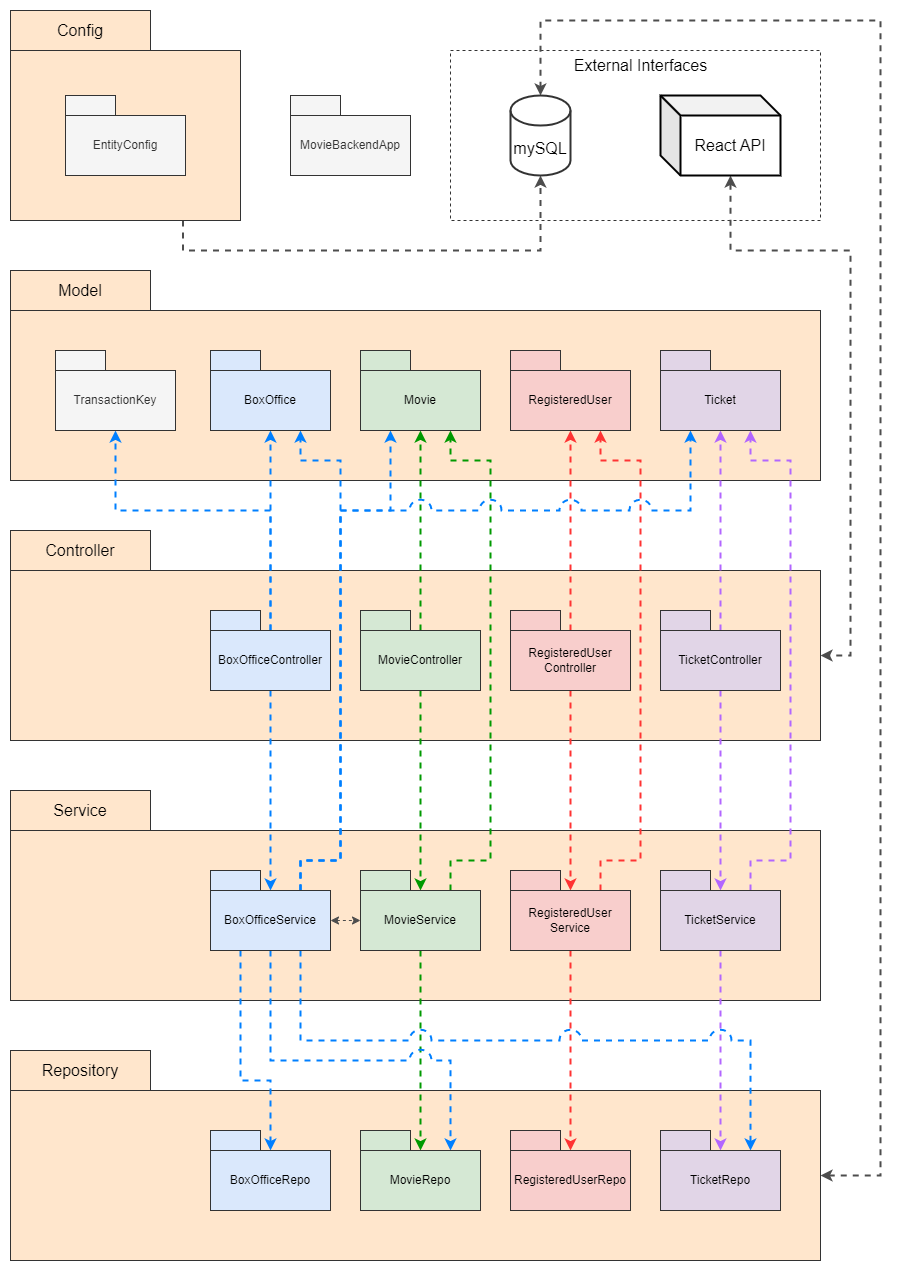 Config
External Interfaces
EntityConfig
MovieBackendApp
mySQL
React API
Model
TransactionKey
BoxOffice
Movie
RegisteredUser
Ticket
Controller
BoxOfficeController
MovieController
RegisteredUser
Controller
TicketController
Service
BoxOfficeService
MovieService
RegisteredUser
Service
TicketService
Repository
BoxOfficeRepo
MovieRepo
RegisteredUserRepo
TicketRepo